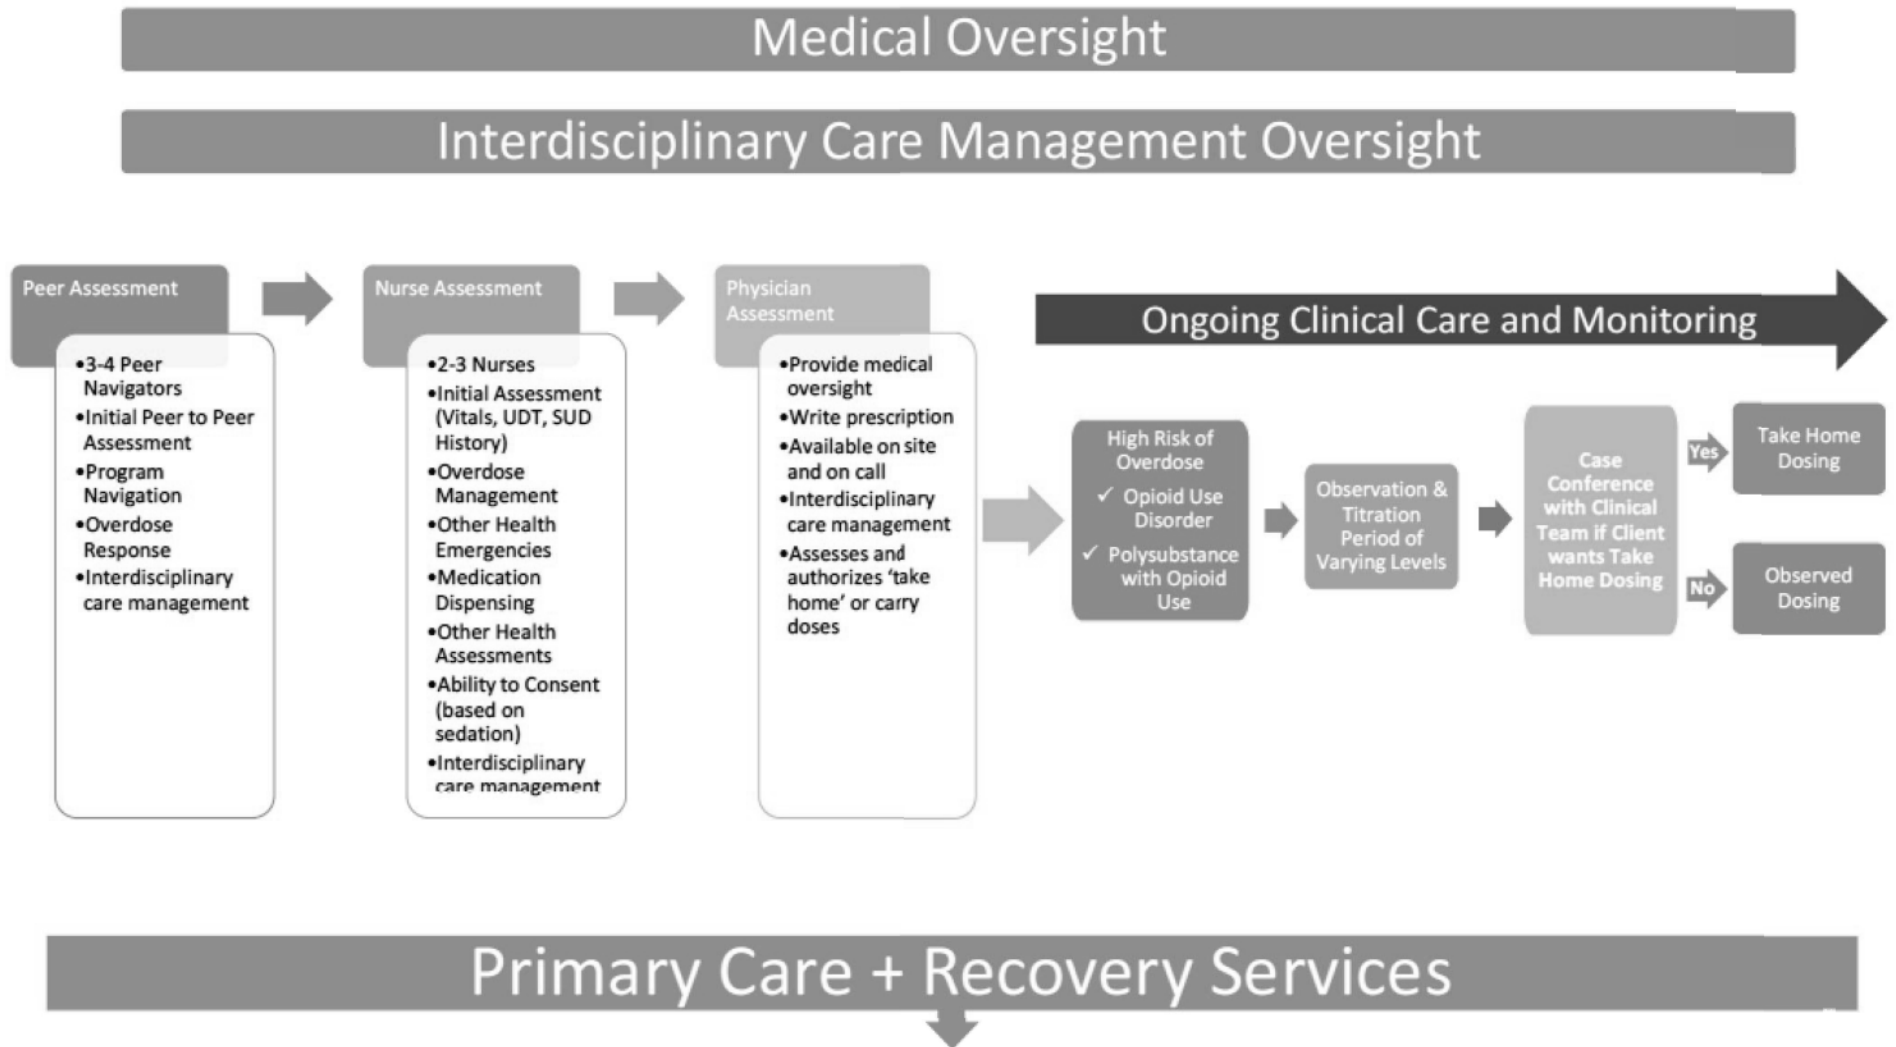 Medical Oversight
Interdisciplinary Care Management Oversight
Peer Assessment
•3-4 Peer
Navigators
•Initial Peer to Peer
Assessment
•Program
Navigation
•Overdose
Response
•Interdisciplinary
care management
Nurse Assessment
•2-3 Nurses
•Initial Assessment
(Vitals, UDT, SUD
History)
•Overdose
Management
•Other Health
Emergencies
•Medication
Dispensing
•Other Health
Assessments
•Ability to Consent
(based on
sedation)
•Interdisciplinary
care management
Physician
Assessment
•Provide medical
oversight
•Write prescription
•Available on site
and on call
•Interdisciplinary
care management
•Assesses and
authorizes ‘take
home’ or carry
doses
Ongoing Clinical Care and Monitoring
High Risk of
Overdose
✓ Opioid Use
Disorder
✓ Polysubstance
with Opioid
Use
Observation &
Titration
Period of
Varying Levels
Case
Conference
with Clinical
Team if Client
wants Take
Home Dosing
Yes
Take Home
Dosing
No
Observed
Dosing
Primary Care + Recovery Services